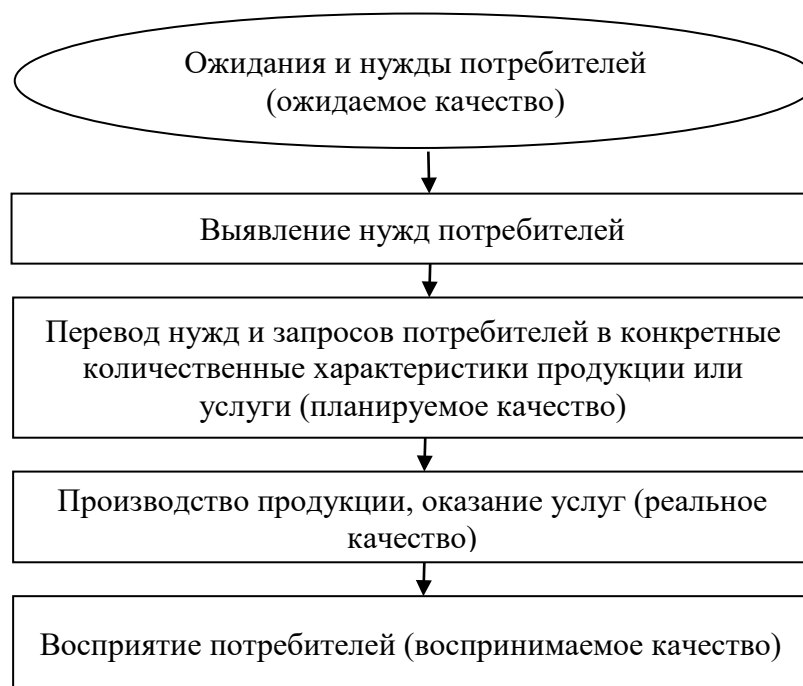 Ожидания и нужды потребителей
(ожидаемое качество)
Выявление нужд потребителей
Перевод нужд и запросов потребителей в конкретные
количественные характеристики продукции или
услуги (планируемое качество)
Производство продукции, оказание услуг (реальное
качество)
Восприятие потребителей (воспринимаемое качество)